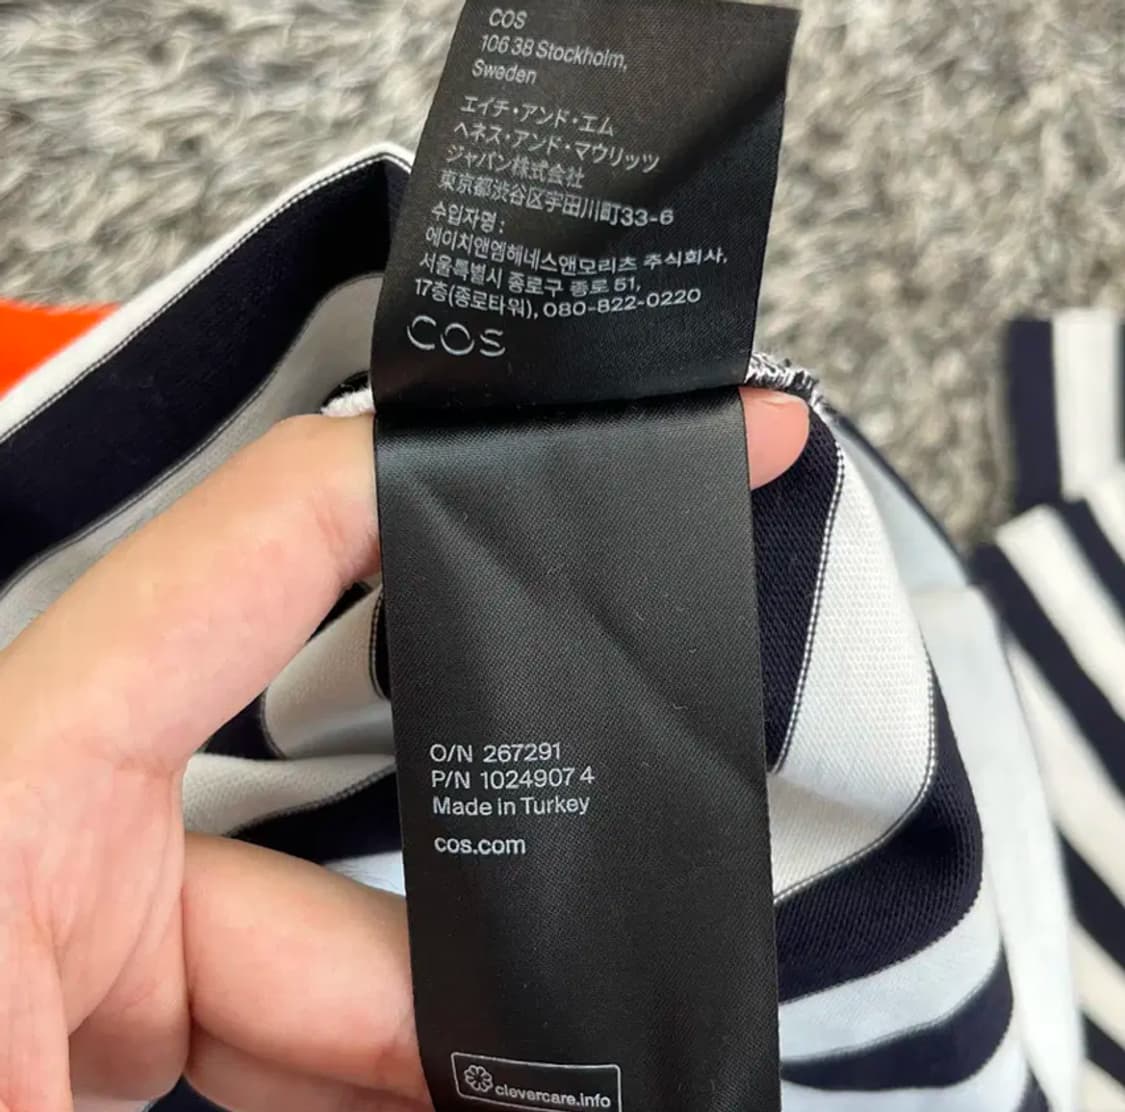 COS
106 38 Stockholm,
Sweden
エイチ・アンド・エム
ヘネス・アンド・マウリッツ
ジャパン株式会社
東京都渋谷区宇田川町33-6
수입자명 :
에이치앤엠해네스앤모리츠 주식회사,
서울특별시 종로구 종로 51,
17층(종로타워), 080-822-0220
COS
O/N 267291
P/N 1024907 4
Made in Turkey
cos.com
clevercare.info